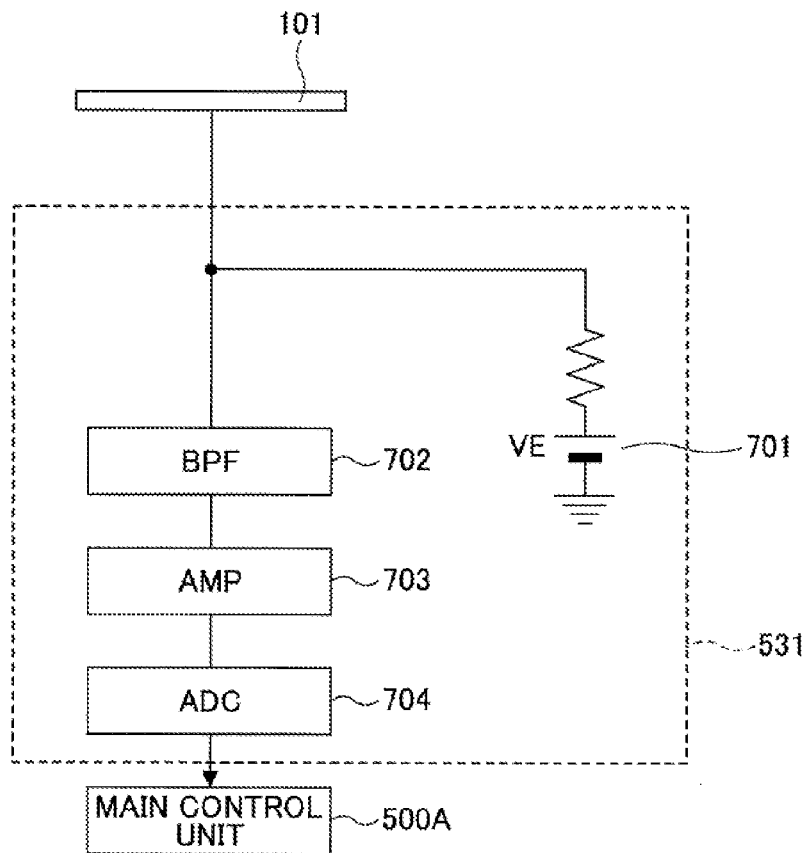 101
BPF
702
VE
701
AMP
703
531
ADC
704
MAIN CONTROL
UNIT
500A